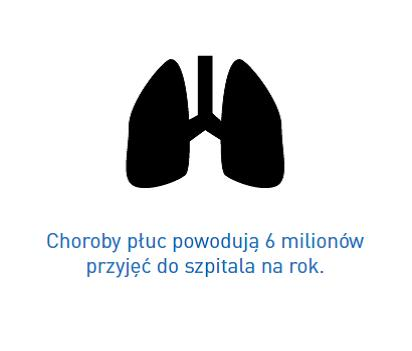 Choroby płuc powodują 6 milionów
przyjęć do szpitala na rok.